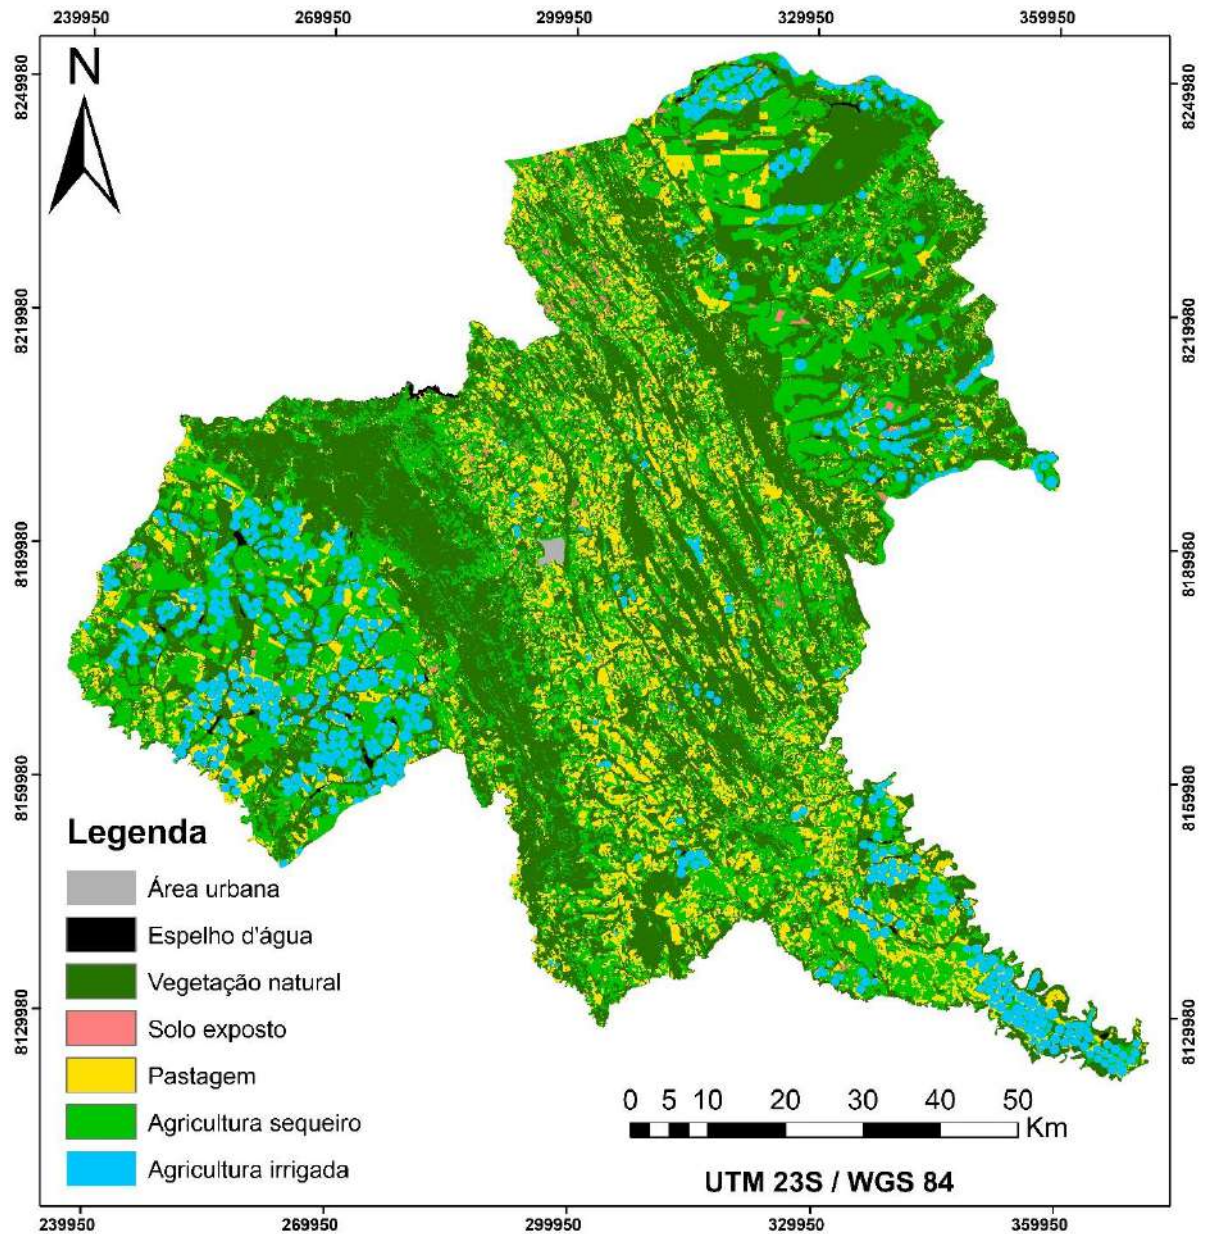 239950 269950 299950 329950 359950
N
8249980 8249980
8219980 8219980
8189980 8189980
8159980 8159980
Legenda
Área urbana
Espelho d'água
Vegetação natural
Solo exposto
Pastagem
Agricultura sequeiro
Agricultura irrigada
8129980 8129980
0 5 10 20 30 40 50
Km
UTM 23S / WGS 84
239950 269950 299950 329950 359950